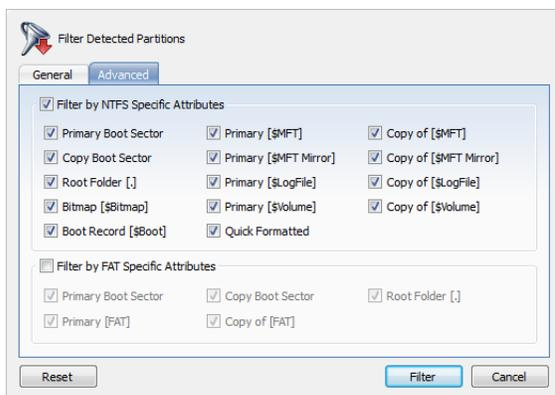 Filter Detected Partitions
General Advanced
Filter by NTFS Specific Attributes
Primary Boot Sector Primary [$MFT] Copy of [$MFT]
Copy Boot Sector Primary [$MFT Mirror] Copy of [$MFT Mirror]
Root Folder [.] Primary [$LogFile] Copy of [$LogFile]
Bitmap [$Bitmap] Primary [$Volume] Copy of [$Volume]
Boot Record [$Boot] Quick Formatted
Filter by FAT Specific Attributes
Primary Boot Sector Copy Boot Sector Root Folder [.]
Primary [FAT] Copy of [FAT]
Reset Filter Cancel